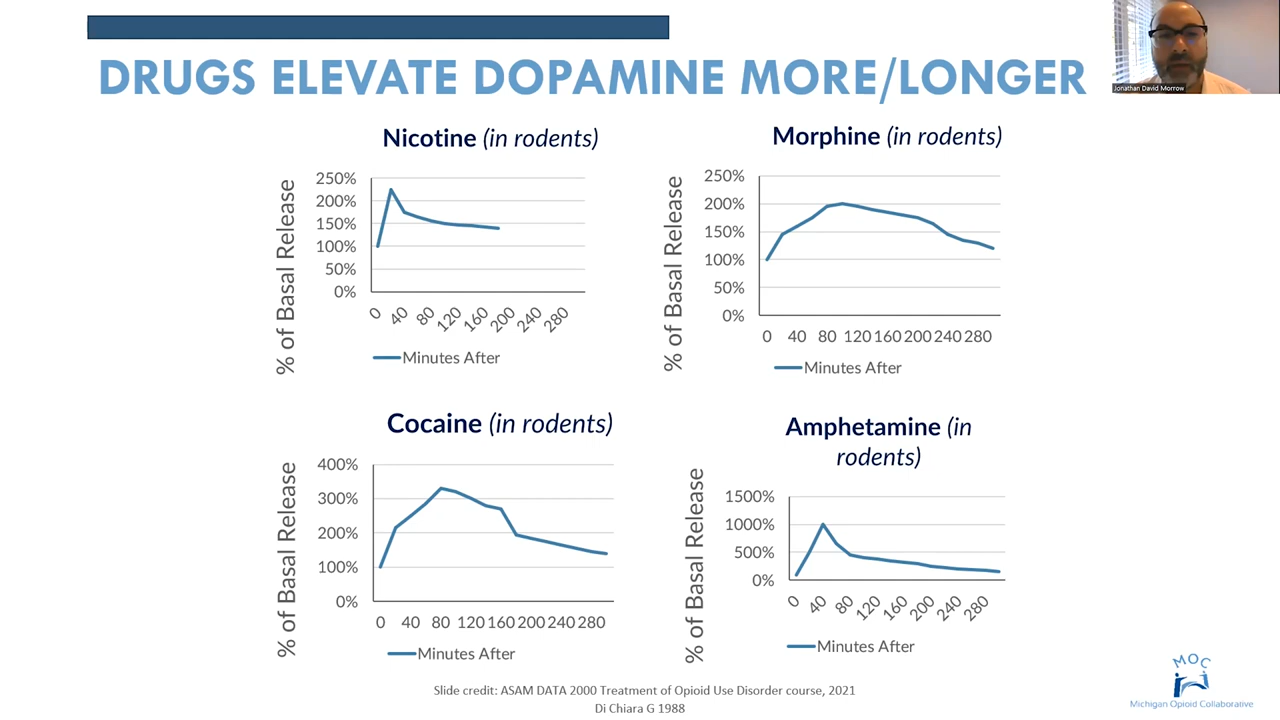 DRUGS ELEVATE DOPAMINE MORE/LONGER
Jonathan David Morrow
Nicotine (in rodents)
% of Basal Release
250%
200%
150%
100%
50%
0%
0 40 80 120 160 200 240 280
Minutes After
Morphine (in rodents)
% of Basal Release
250%
200%
150%
100%
50%
0%
0 40 80 120 160 200 240 280
Minutes After
Cocaine (in rodents)
% of Basal Release
400%
300%
200%
100%
0%
0 40 80 120 160 200 240 280
Minutes After
Amphetamine (in
rodents)
% of Basal Release
1500%
1000%
500%
0%
0 40 80 120 160 200 240 280
Minutes After
Slide credit: ASAM DATA 2000 Treatment of Opioid Use Disorder course, 2021
Di Chiara G 1988
MOC
Michigan Opioid Collaborative